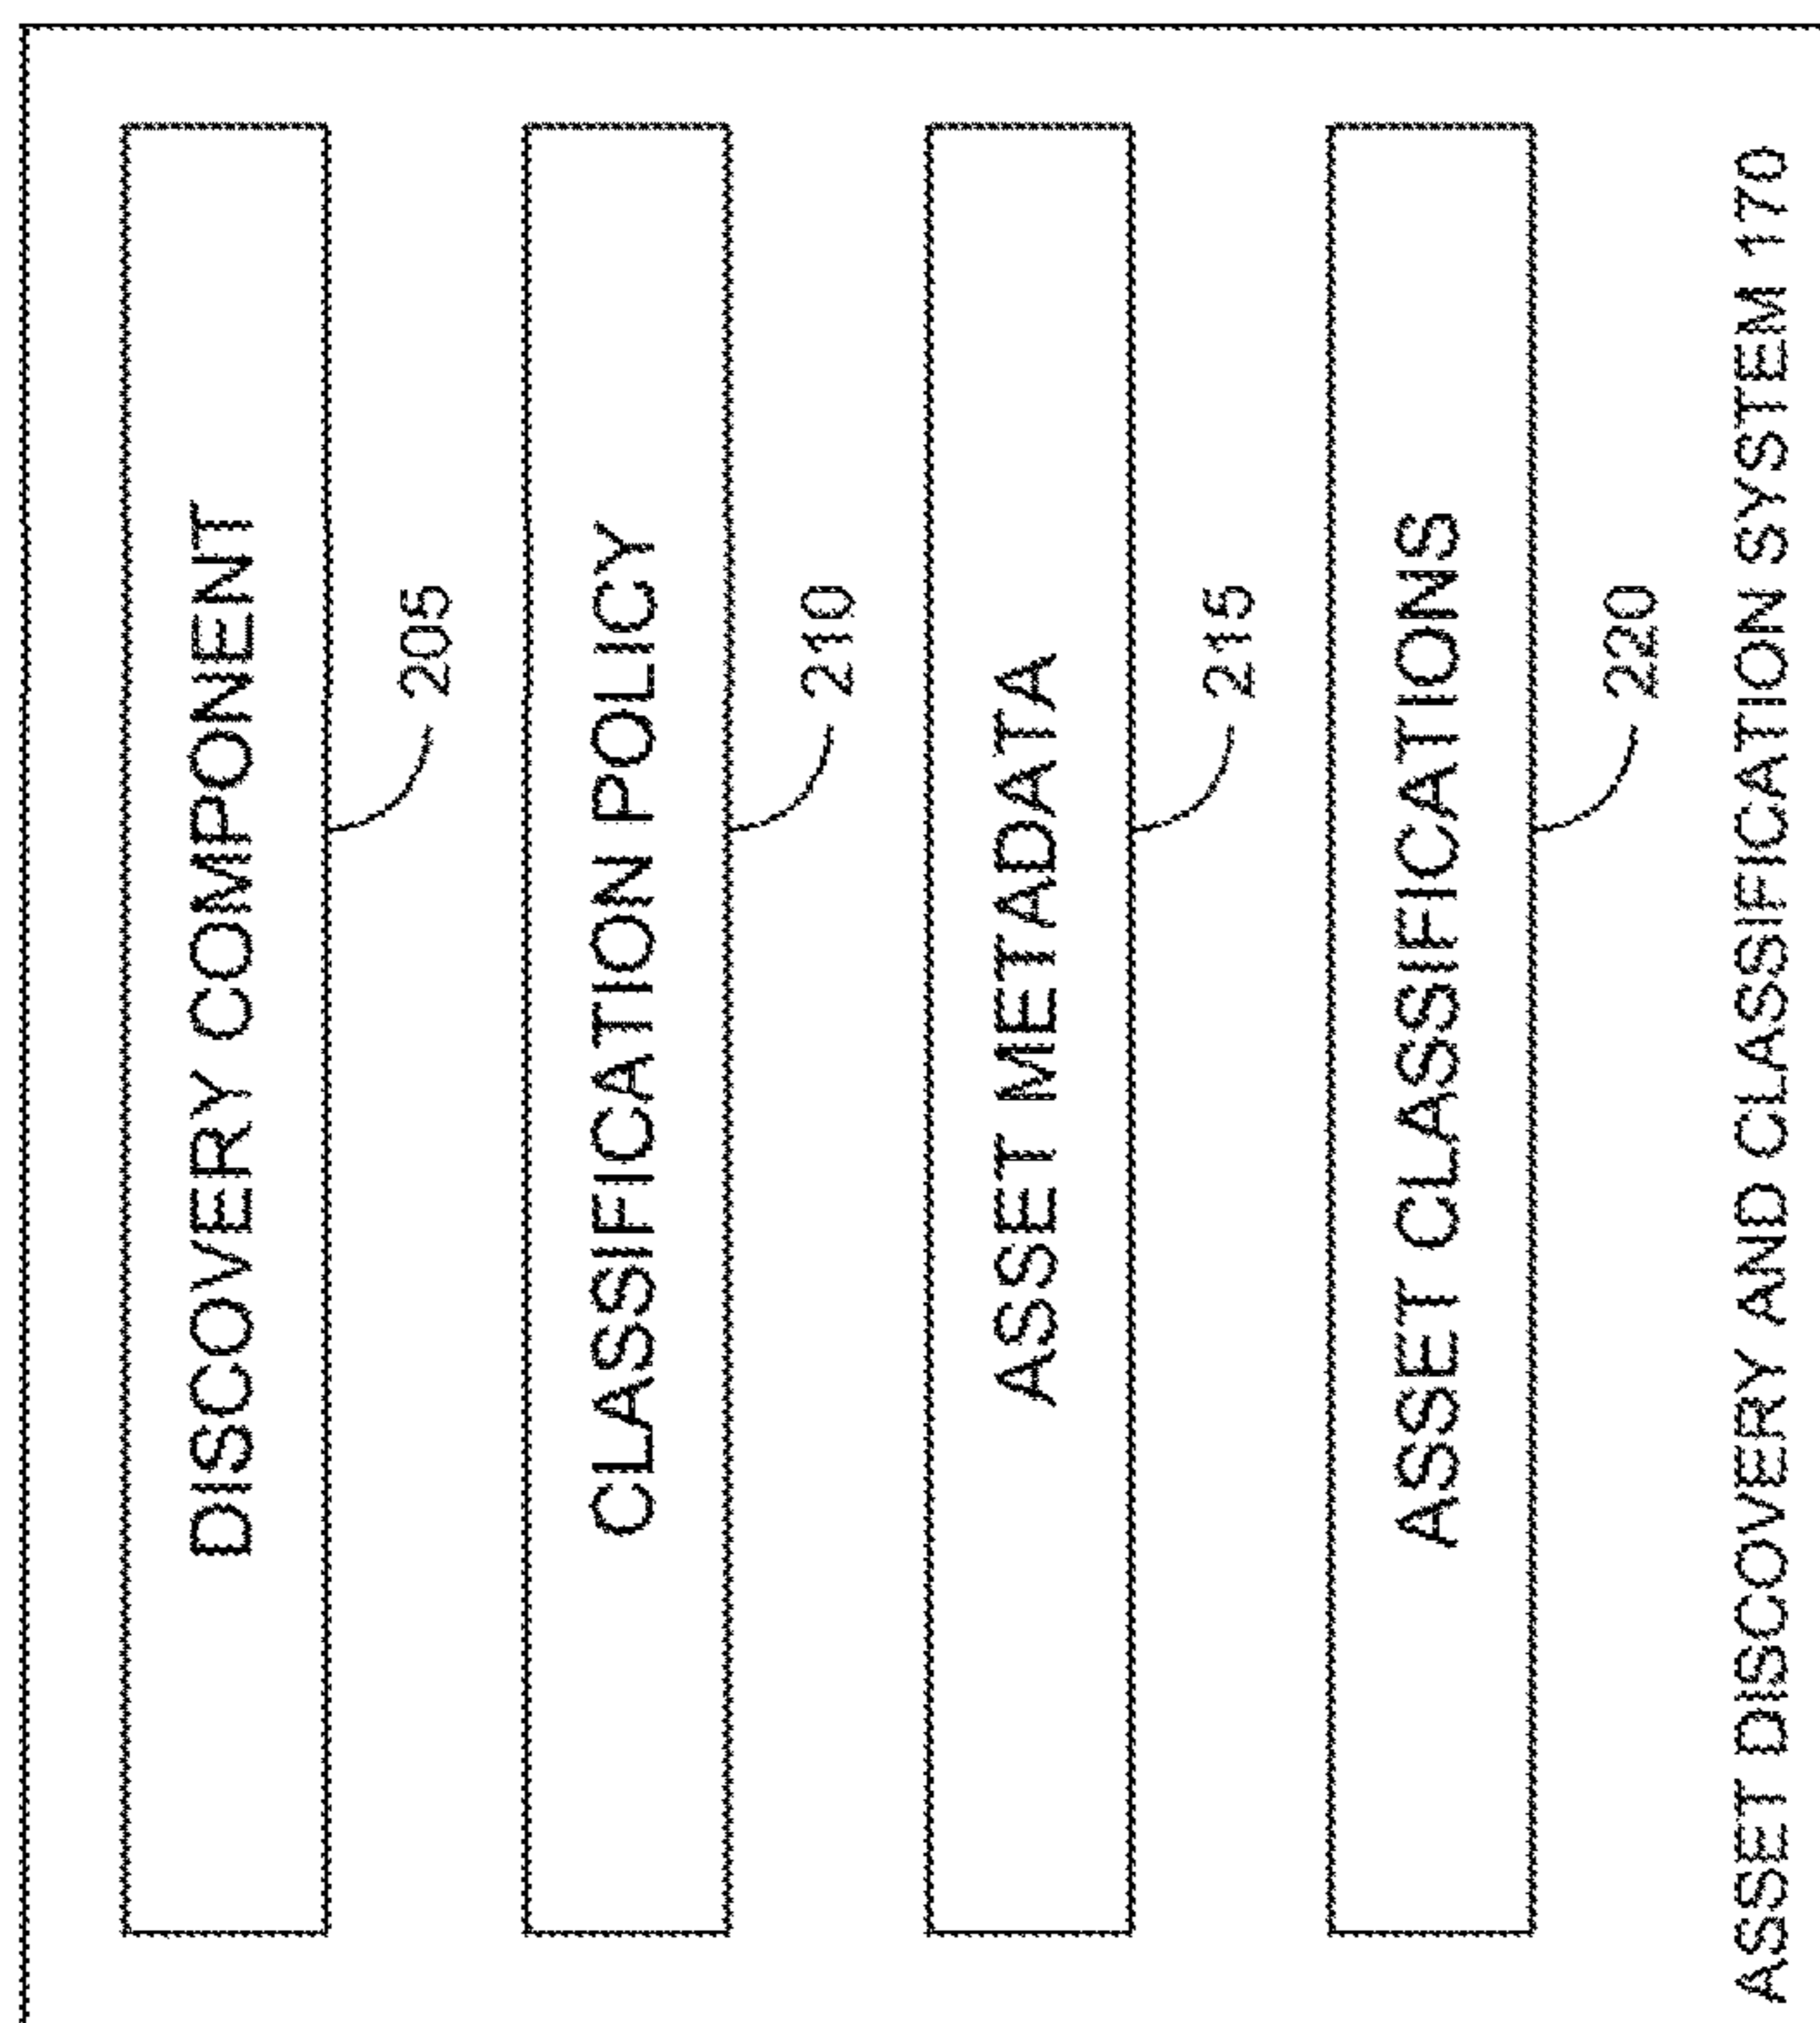 DISCOVERY COMPONENT
205
CLASSIFICATION POLICY
210
ASSET METADATA
215
ASSET CLASSIFICATIONS
220
ASSET DISCOVERY AND CLASSIFICATION SYSTEM 170